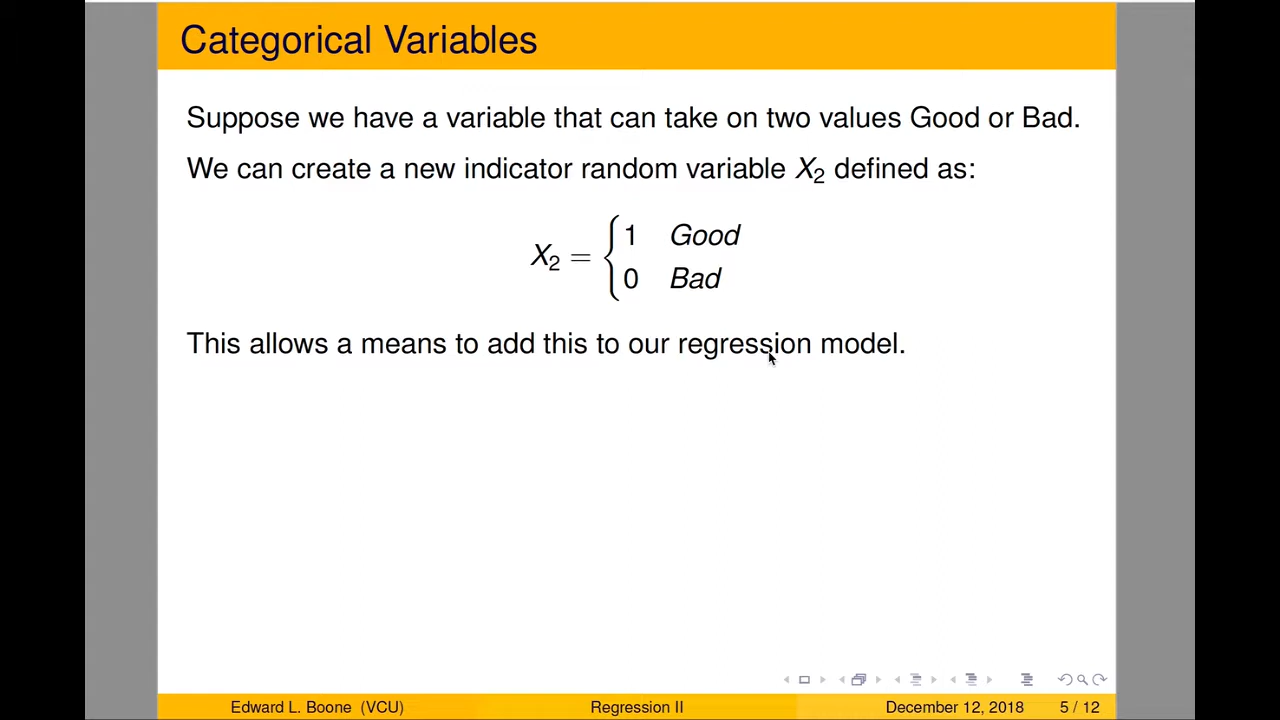 Categorical Variables
Suppose we have a variable that can take on two values Good or Bad.
We can create a new indicator random variable X₂ defined as:
X₂ = { 1 Good
0 Bad
This allows a means to add this to our regression model.
Edward L. Boone (VCU) Regression II December 12, 2018 5 / 12